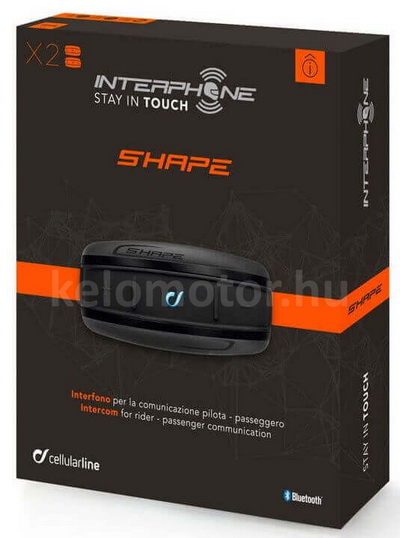 X2
INTERPHONE
STAY IN TOUCH
SHAPE
SHAPE
kelomotor.hu
Interfono per la comunicazione pilota - passeggero
Intercom for rider - passenger communication
cellularline
Bluetooth
INTERPHONE
SHAPE
STAY IN TOUCH